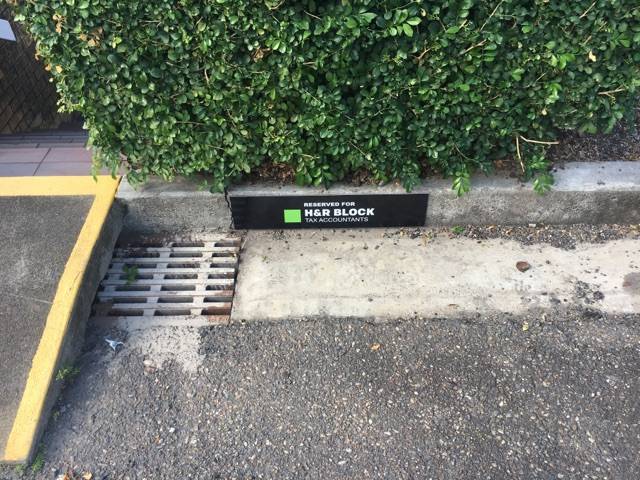 RESERVED FOR
H&R BLOCK
TAX ACCOUNTANTS